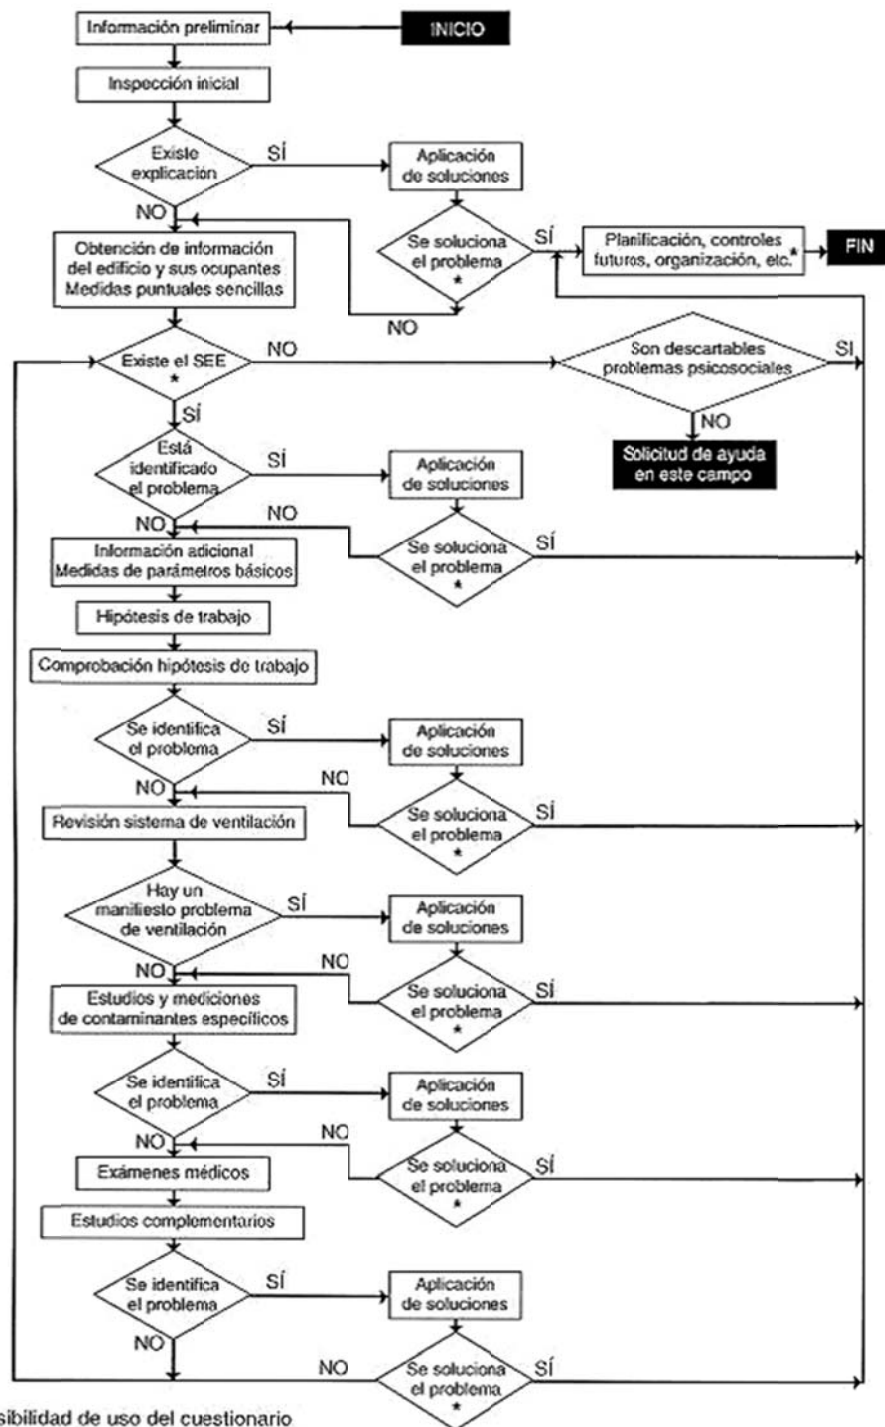 Información preliminar
INICIO
Inspección inicial
Existe
explicación
SÍ
Aplicación
de soluciones
NO
Obtención de información
del edificio y sus ocupantes
Medidas puntuales sencillas
Se soluciona
el problema
*
SÍ
Planificación, controles
futuros, organización, etc.*
FIN
NO
Existe el SEE
*
NO
Son descartables
problemas psicosociales
SI
SÍ
NO
Solicitud de ayuda
en este campo
Está
identificado
el problema
SÍ
Aplicación
de soluciones
NO
NO
Se soluciona
el problema
*
SÍ
Información adicional
Medidas de parámetros básicos
Hipótesis de trabajo
Comprobación hipótesis de trabajo
Se identifica
el problema
SÍ
Aplicación
de soluciones
NO
NO
Se soluciona
el problema
*
SÍ
Revisión sistema de ventilación
Hay un
manifiesto problema
de ventilación
SÍ
Aplicación
de soluciones
NO
NO
Se soluciona
el problema
*
SÍ
Estudios y mediciones
de contaminantes específicos
Se identifica
el problema
SÍ
Aplicación
de soluciones
NO
NO
Se soluciona
el problema
*
SÍ
Exámenes médicos
Estudios complementarios
Se identifica
el problema
SÍ
Aplicación
de soluciones
NO
NO
Se soluciona
el problema
*
SÍ
sibilidad de uso del cuestionario